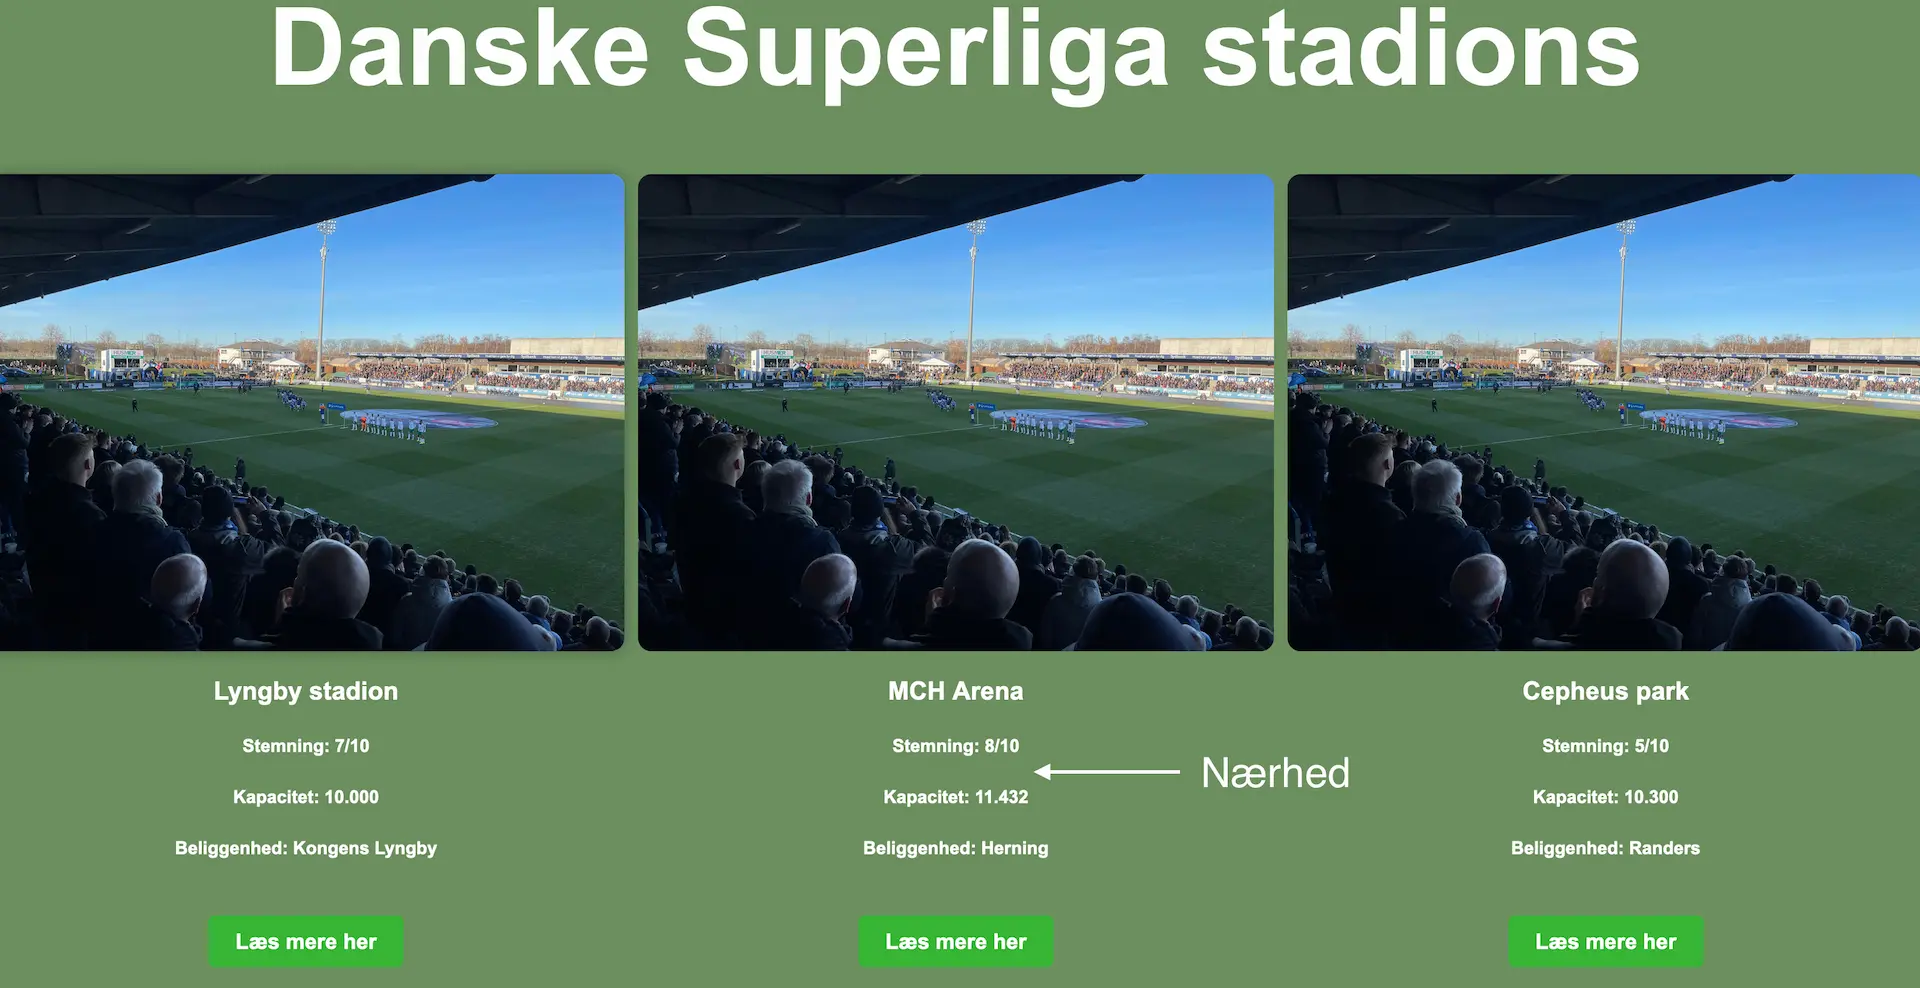 Danske Superliga stadions
Lyngby stadion
Stemning: 7/10
Kapacitet: 10.000
Beliggenhed: Kongens Lyngby
Læs mere her
MCH Arena
Stemning: 8/10
Kapacitet: 11.432
Beliggenhed: Herning
Læs mere her
Nærhed
Cepheus park
Stemning: 5/10
Kapacitet: 10.300
Beliggenhed: Randers
Læs mere her